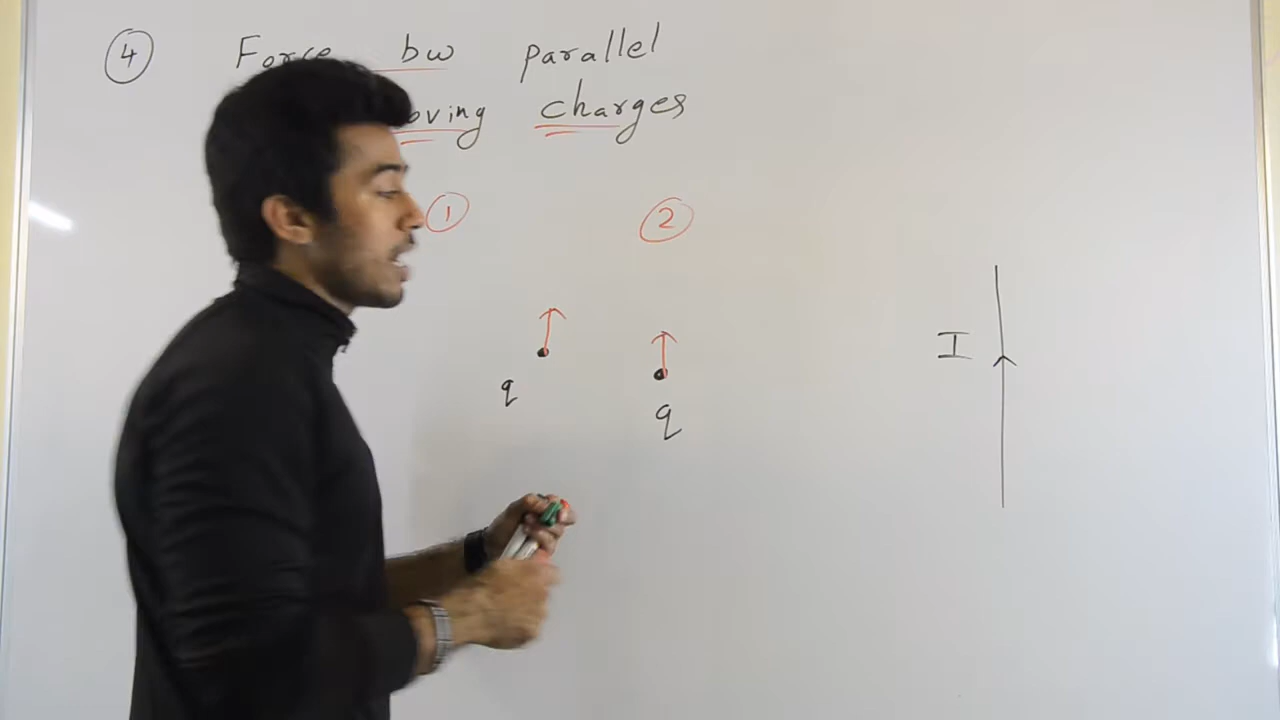 ④ Force bw parallel
oving charges
① ②
I
q
q